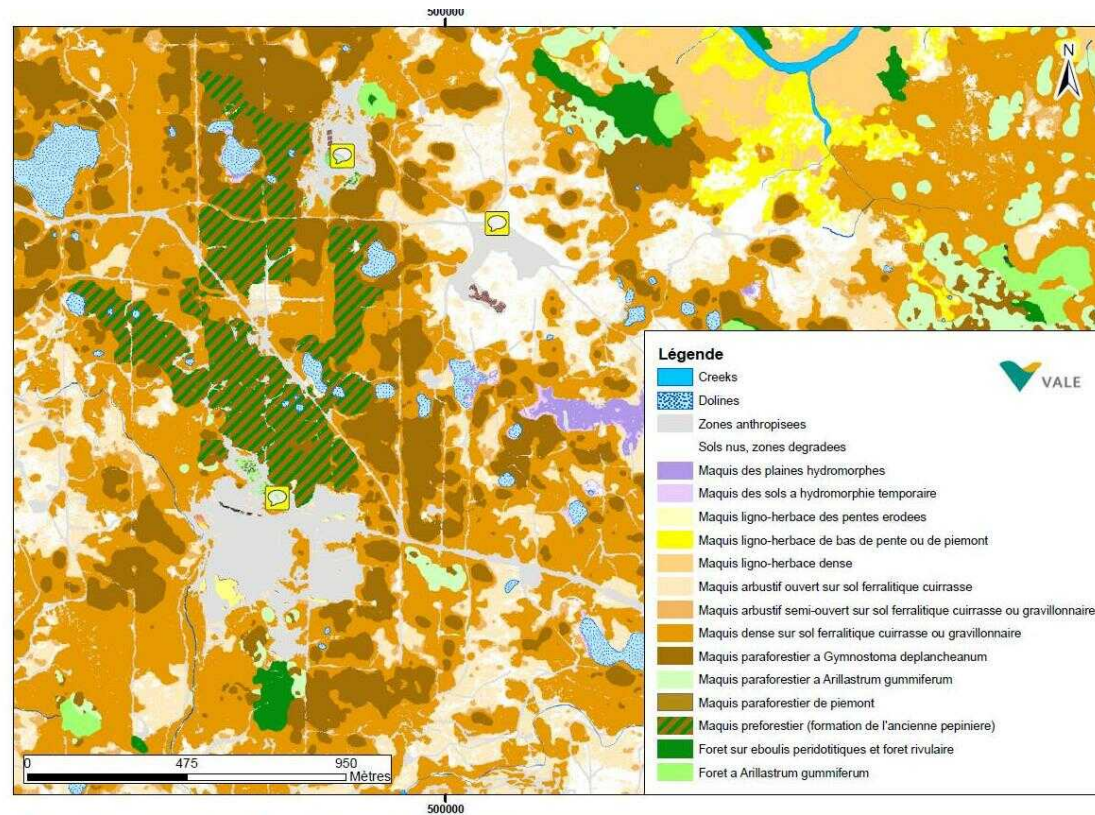 500000
N
Légende
VALE
Creeks
Dolines
Zones anthropisees
Sols nus, zones degradees
Maquis des plaines hydromorphes
Maquis des sols a hydromorphie temporaire
Maquis ligno-herbace des pentes erodees
Maquis ligno-herbace de bas de pente ou de piemont
Maquis ligno-herbace dense
Maquis arbustif ouvert sur sol ferralitique cuirrasse
Maquis arbustif semi-ouvert sur sol ferralitique cuirrasse ou gravillonnaire
Maquis dense sur sol ferralitique cuirrasse ou gravillonnaire
Maquis paraforestier a Gymnostoma deplancheanum
Maquis paraforestier a Arillastrum gummiferum
Maquis paraforestier de piemont
Maquis preforestier (formation de l'ancienne pepiniere)
Foret sur eboulis peridotitiques et foret rivulaire
Foret a Arillastrum gummiferum
0 475 950
Mètres
500000